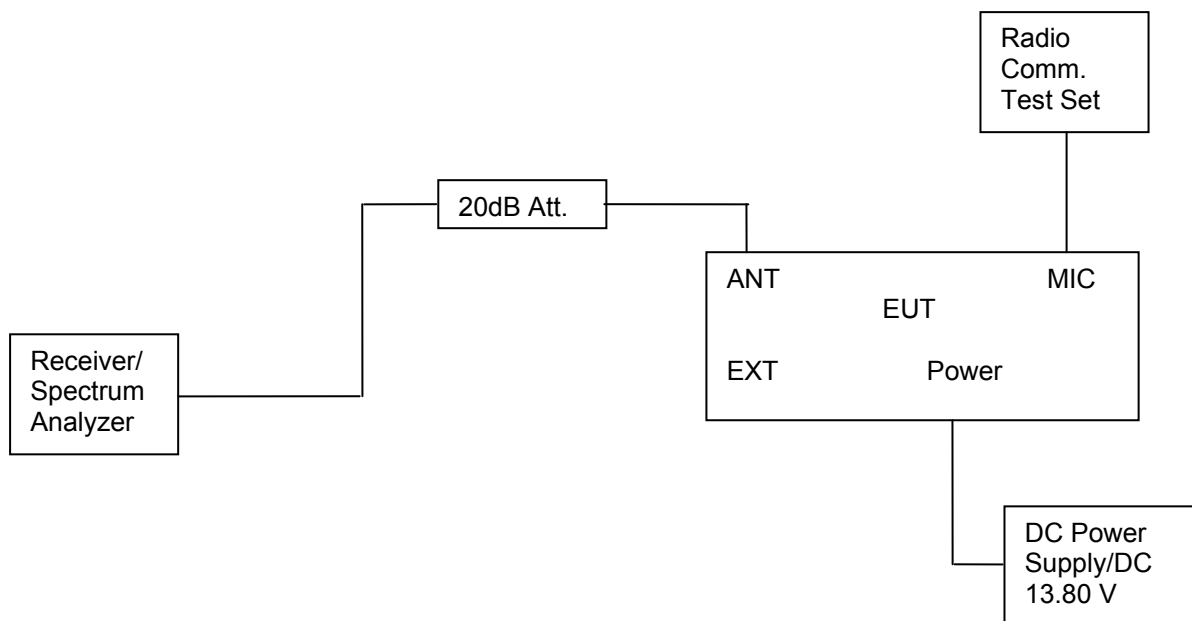 Radio
Comm.
Test Set
20dB Att.
ANT
MIC
EUT
EXT
Power
Receiver/
Spectrum
Analyzer
DC Power
Supply/DC
13.80 V